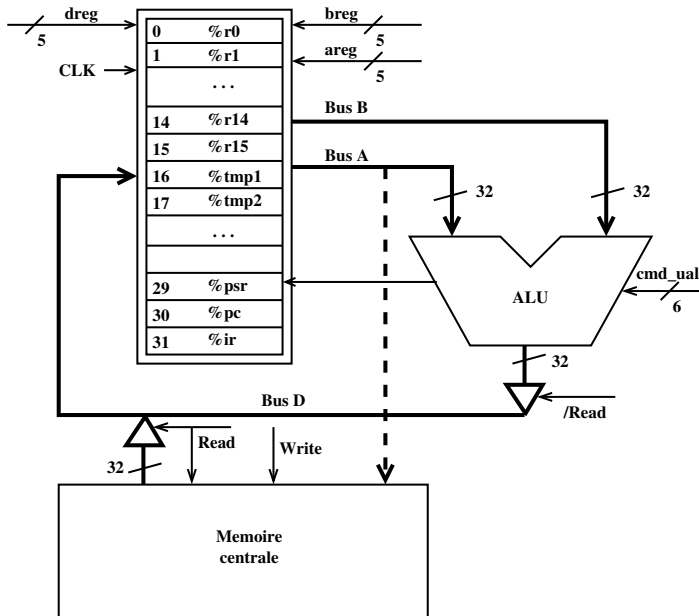 dreg
5
CLK
breg
5
areg
5
0 %r0
1 %r1
. . .
14 %r14
15 %r15
16 %tmp1
17 %tmp2
. . .
29 %psr
30 %pc
31 %ir
Bus B
Bus A
32
32
ALU
cmd_ual
6
32
/Read
Bus D
Read
Write
32
Memoire
centrale